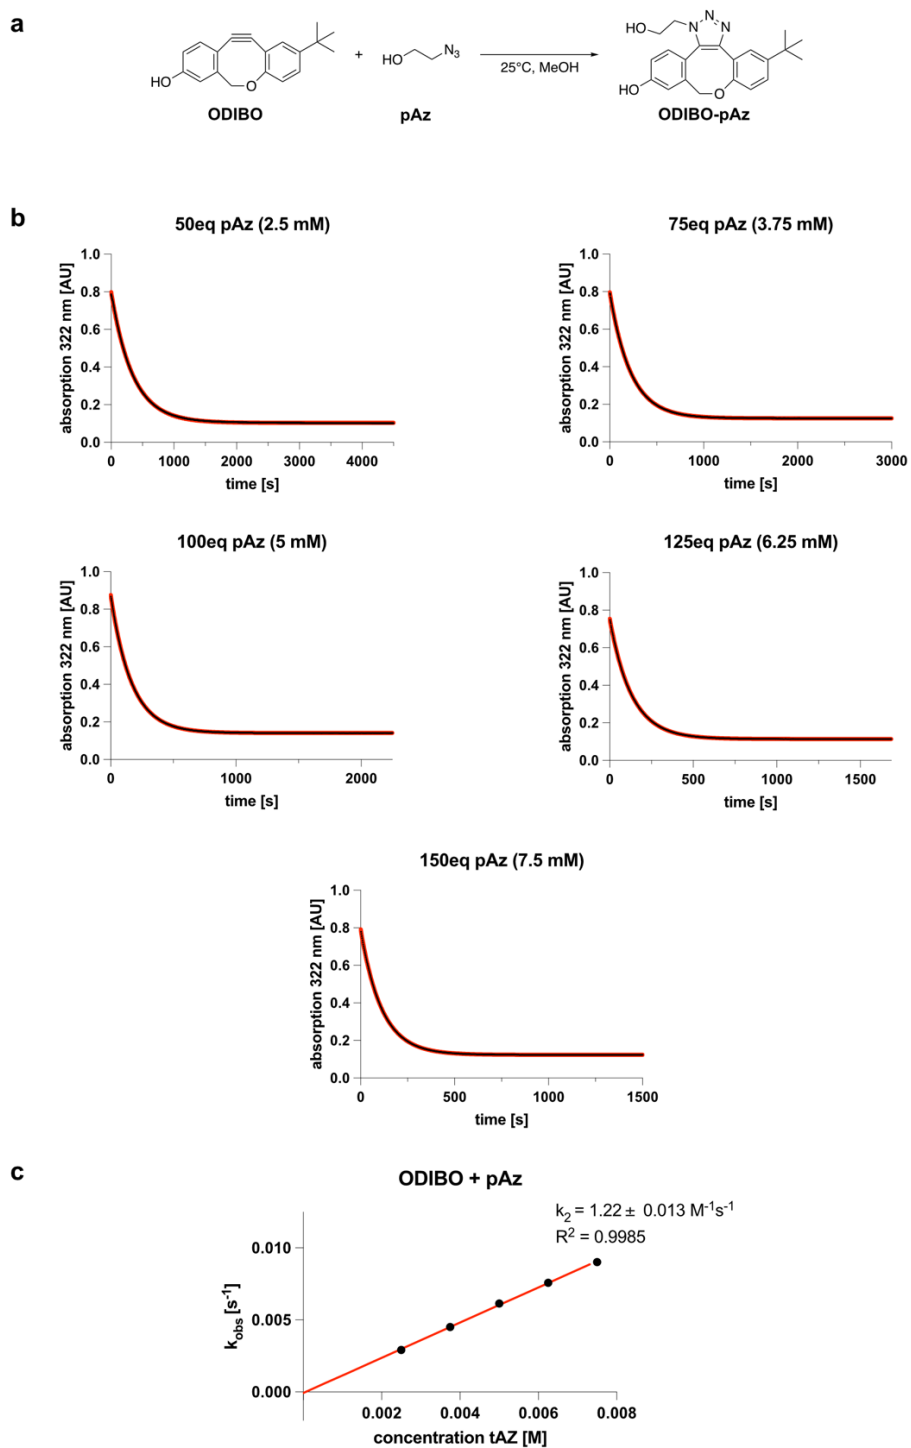 a
HO
O
ODIBO
+
HO
N₃
pAz
25°C, MeOH
HO
N
N
N
HO
O
ODIBO-pAz
b
50eq pAz (2.5 mM)
absorption 322 nm [AU]
1.0
0.8
0.6
0.4
0.2
0.0
0 1000 2000 3000 4000
time [s]
75eq pAz (3.75 mM)
absorption 322 nm [AU]
1.0
0.8
0.6
0.4
0.2
0.0
0 1000 2000 3000
time [s]
100eq pAz (5 mM)
absorption 322 nm [AU]
1.0
0.8
0.6
0.4
0.2
0.0
0 1000 2000
time [s]
125eq pAz (6.25 mM)
absorption 322 nm [AU]
1.0
0.8
0.6
0.4
0.2
0.0
0 500 1000 1500
time [s]
150eq pAz (7.5 mM)
absorption 322 nm [AU]
1.0
0.8
0.6
0.4
0.2
0.0
0 500 1000 1500
time [s]
c
ODIBO + pAz
k₂ = 1.22 ± 0.013 M⁻¹s⁻¹
R² = 0.9985
k_obs [s⁻¹]
0.010
0.005
0.000
0.002 0.004 0.006 0.008
concentration tAZ [M]